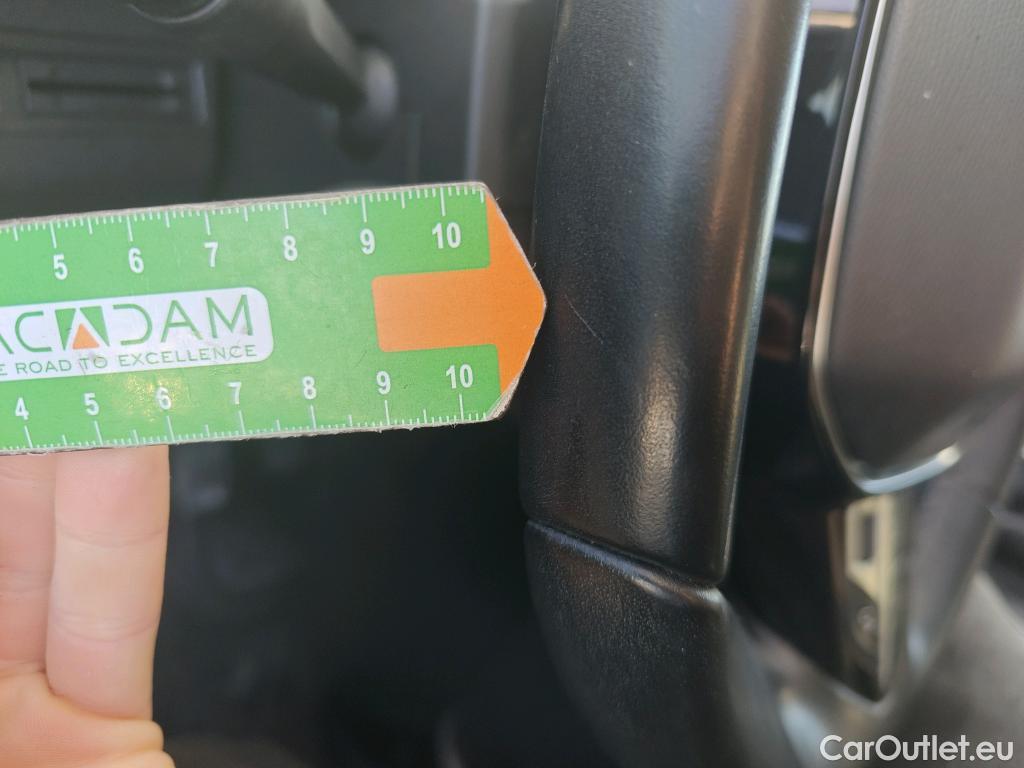 5 6 7 8 9 10
ACADAM
ROAD TO EXCELLENCE
4 5 6 7 8 9 10
CarOutlet.eu